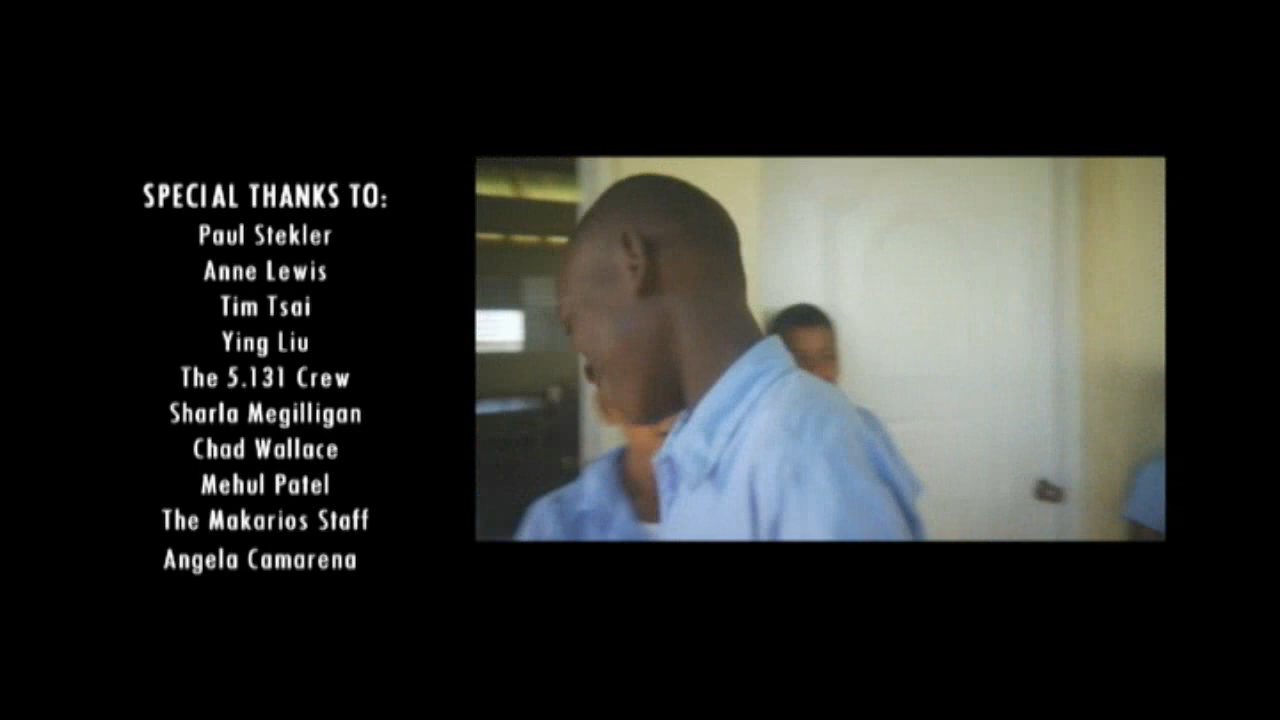 SPECIAL THANKS TO:
Paul Stekler
Anne Lewis
Tim Tsai
Ying Liu
The 5.131 Crew
Sharla Megilligan
Chad Wallace
Mehul Patel
The Makarios Staff
Angela Camarena